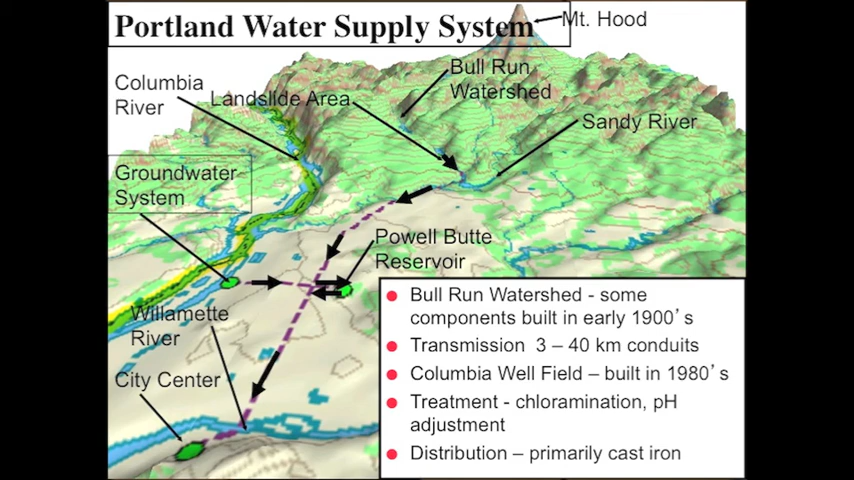 Portland Water Supply System
Mt. Hood
Columbia
River
Landslide Area
Bull Run
Watershed
Sandy River
Groundwater
System
Powell Butte
Reservoir
Willamette
River
City Center
Bull Run Watershed - some
components built in early 1900's
Transmission 3 – 40 km conduits
Columbia Well Field – built in 1980's
Treatment - chloramination, pH
adjustment
Distribution – primarily cast iron